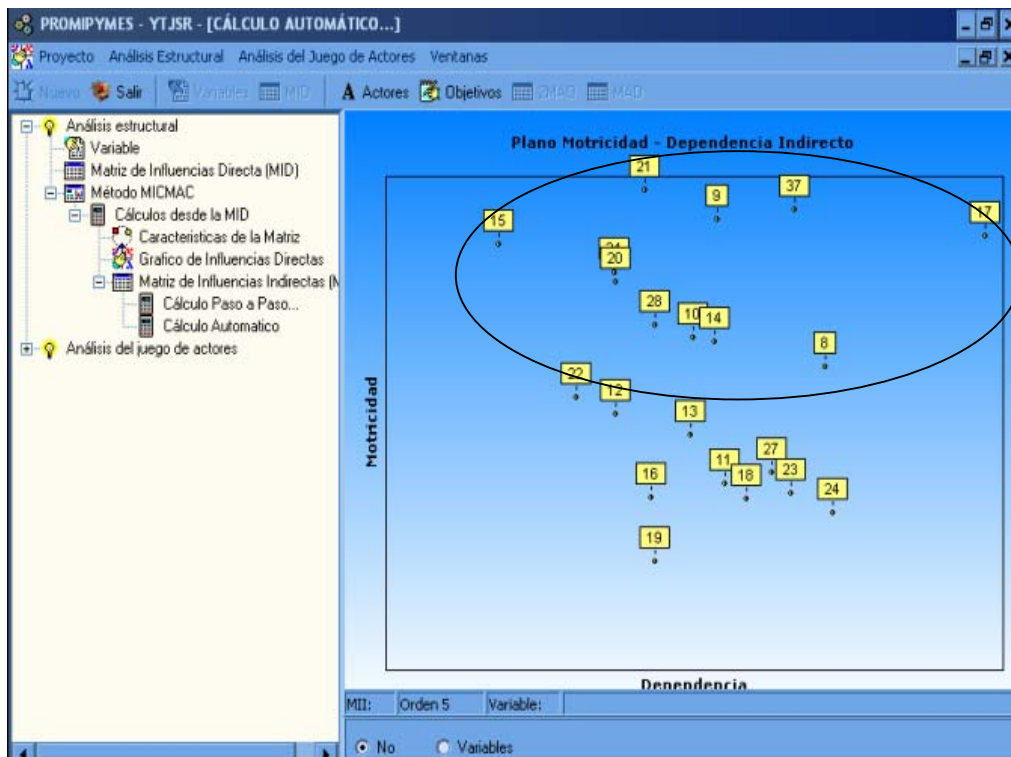 PROMIPYMES - YTJSR - [CÁLCULO AUTOMÁTICO...]
Proyecto Análisis Estructural Análisis del Juego de Actores Ventanas
Nuevo Salir Variables MID A Actores Objetivos 2MAO MAO
Análisis estructural
Variable
Matriz de Influencias Directa (MID)
Método MICMAC
Cálculos desde la MID
Caracteristicas de la Matriz
Grafico de Influencias Directas
Matriz de Influencias Indirectas (M
Cálculo Paso a Paso...
Cálculo Automatico
Análisis del juego de actores
Plano Motricidad - Dependencia Indirecto
21
37
9
17
15
20
28
10
14
8
22
12
13
27
11
23
16
18
24
19
Motricidad
Dependencia
MII: Orden 5 Variable:
No Variables